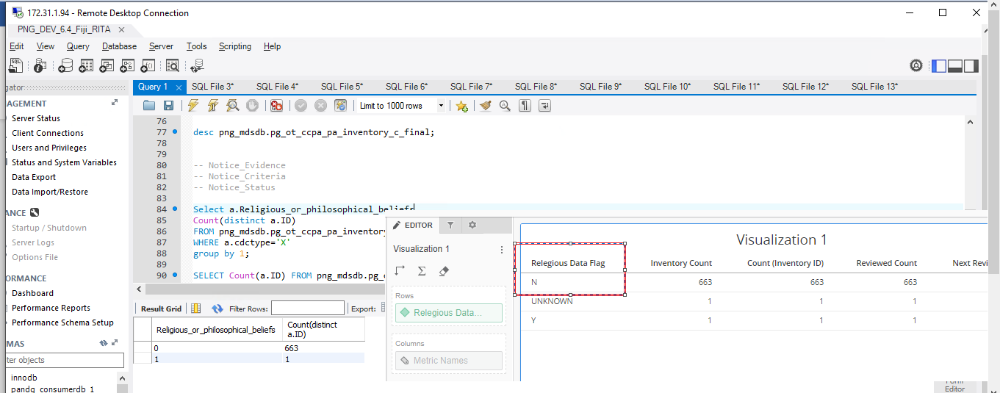 172.31.1.94 - Remote Desktop Connection
PNG_DEV_6.4_Fiji_RITA
Edit View Query Database Server Tools Scripting Help
gator
Query 1 SQL File 3* SQL File 4* SQL File 5* SQL File 6* SQL File 7* SQL File 8* SQL File 9* SQL File 10* SQL File 11* SQL File 12* SQL File 13*
AGEMENT
Server Status
Client Connections
Users and Privileges
Status and System Variables
Data Export
Data Import/Restore
ANCE
Startup / Shutdown
Server Logs
Options File
ORMANCE
Dashboard
Performance Reports
Performance Schema Setup
MAS
ter objects
innodb
pandg_consumerdb_1
Limit to 1000 rows
76
77 desc png_mdsdb.pg_ot_ccpa_pa_inventory_c_final;
78
79
80 -- Notice_Evidence
81 -- Notice_Criteria
82 -- Notice_Status
83
84 Select a.Religious_or_philosophical_beliefs
85 Count(distinct a.ID)
86 FROM png_mdsdb.pg_ot_ccpa_pa_inventory
87 WHERE a.cdctype='X'
88 group by 1;
89
90 SELECT Count(a.ID) FROM png_mdsdb.pg_o
Result Grid Filter Rows: Export:
Religious_or_philosophical_beliefs Count(distinct a.ID)
0 663
1 1
EDITOR
Visualization 1
Rows
Relegious Data...
Columns
Metric Names
Visualization 1
Relegious Data Flag Inventory Count Count (Inventory ID) Reviewed Count Next Revi
N 663 663 663
UNKNOWN 1 1 1
Y 1 1 1
Form
Editor